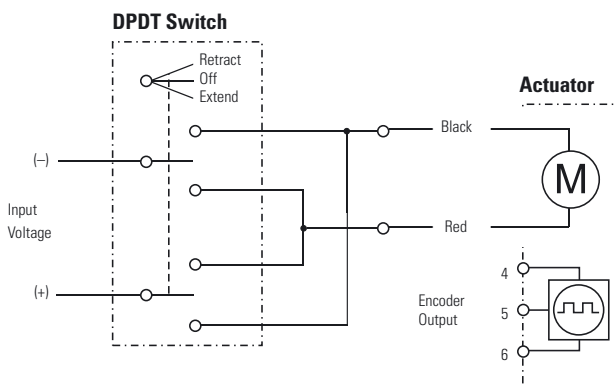 DPDT Switch
Retract
Off
Extend
Actuator
Black
(–)
M
Input
Voltage
Red
(+)
Encoder
Output
4
5
6